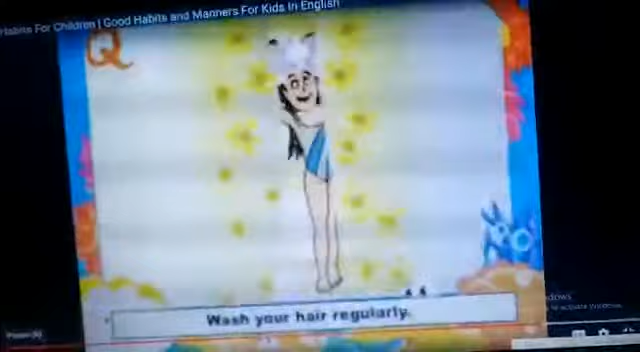 Habits For Children | Good Habits and Manners For Kids In English
Q
Wash your hair regularly.